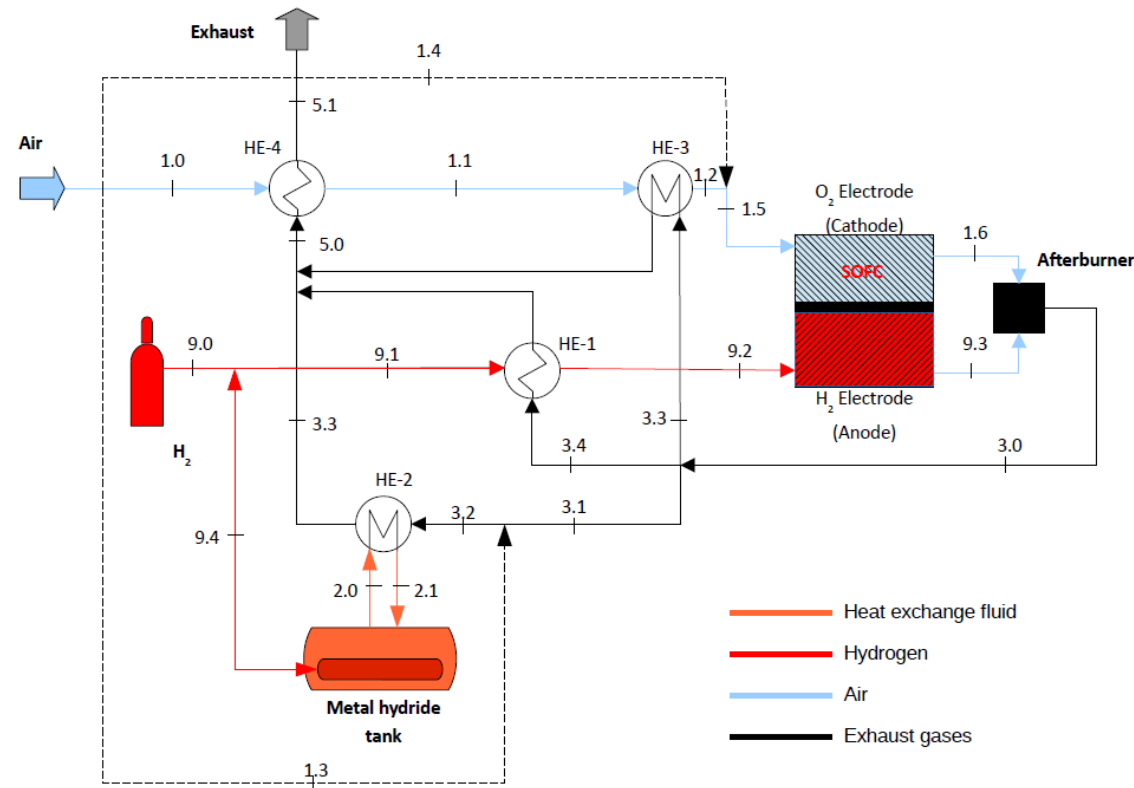 Exhaust
1.4
5.1
Air
HE-4
HE-3
1.0
1.1
1.2
1.5
O2 Electrode
(Cathode)
5.0
1.6
SOFC
Afterburner
9.0
9.1
HE-1
9.2
9.3
H2 Electrode
(Anode)
H2
3.3
3.3
3.4
3.0
HE-2
3.2
3.1
9.4
2.0
2.1
Heat exchange fluid
Hydrogen
Metal hydride
tank
Air
Exhaust gases
1.3